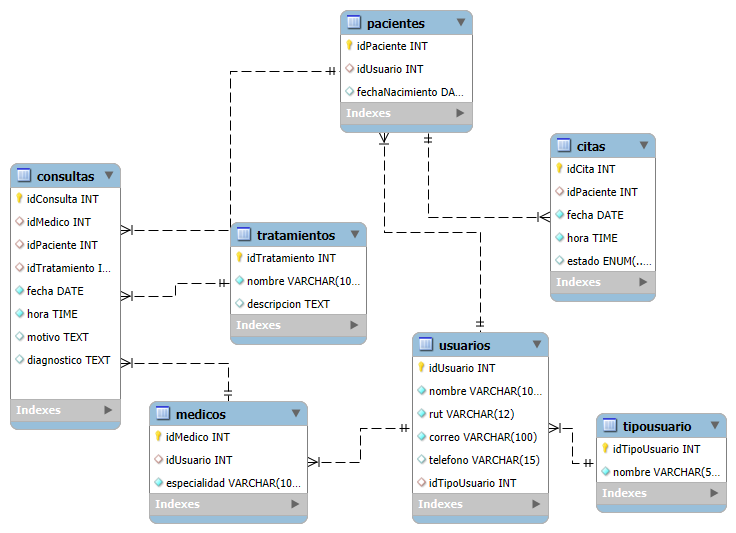 pacientes
idPaciente INT
idUsuario INT
fechaNacimiento DA...
Indexes
citas
idCita INT
idPaciente INT
fecha DATE
hora TIME
estado ENUM(...
Indexes
consultas
idConsulta INT
idMedico INT
idPaciente INT
idTratamiento I...
fecha DATE
hora TIME
motivo TEXT
diagnostico TEXT
Indexes
tratamientos
idTratamiento INT
nombre VARCHAR(10...
descripcion TEXT
Indexes
usuarios
idUsuario INT
nombre VARCHAR(10...
rut VARCHAR(12)
correo VARCHAR(100)
telefono VARCHAR(15)
idTipoUsuario INT
Indexes
medicos
idMedico INT
idUsuario INT
especialidad VARCHAR(10...
Indexes
tipousuario
idTipoUsuario INT
nombre VARCHAR(5...
Indexes